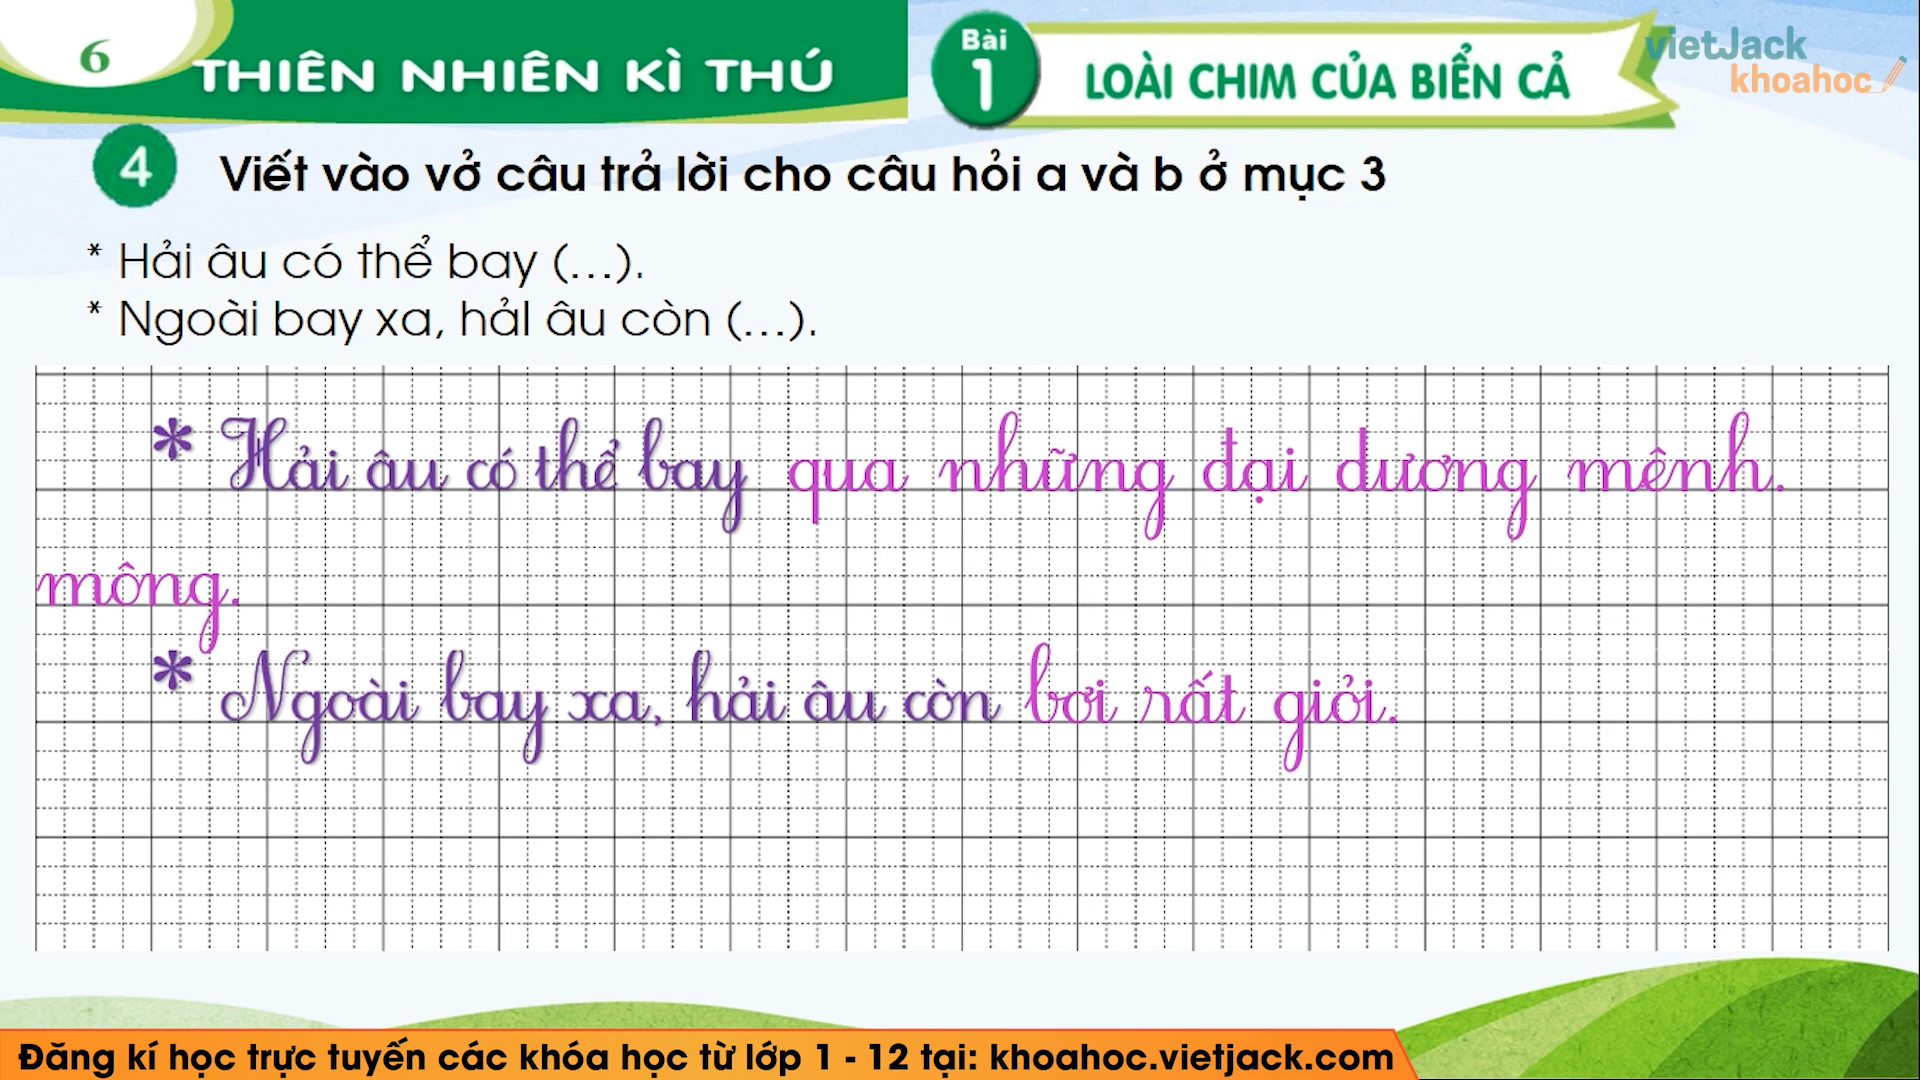 6
THIÊN NHIÊN KÌ THÚ
Bài
1
LOÀI CHIM CỦA BIỂN CẢ
vietJack
khoahoc
4
Viết vào vở câu trả lời cho câu hỏi a và b ở mục 3
* Hải âu có thể bay (...).
* Ngoài bay xa, hảl âu còn (...).
* Hải âu có thể bay qua những đại dương mênh.
mông.
* Ngoài bay xa, hải âu còn bơi rất giỏi.
Đăng kí học trực tuyến các khóa học từ lớp 1 - 12 tại: khoahoc.vietjack.com